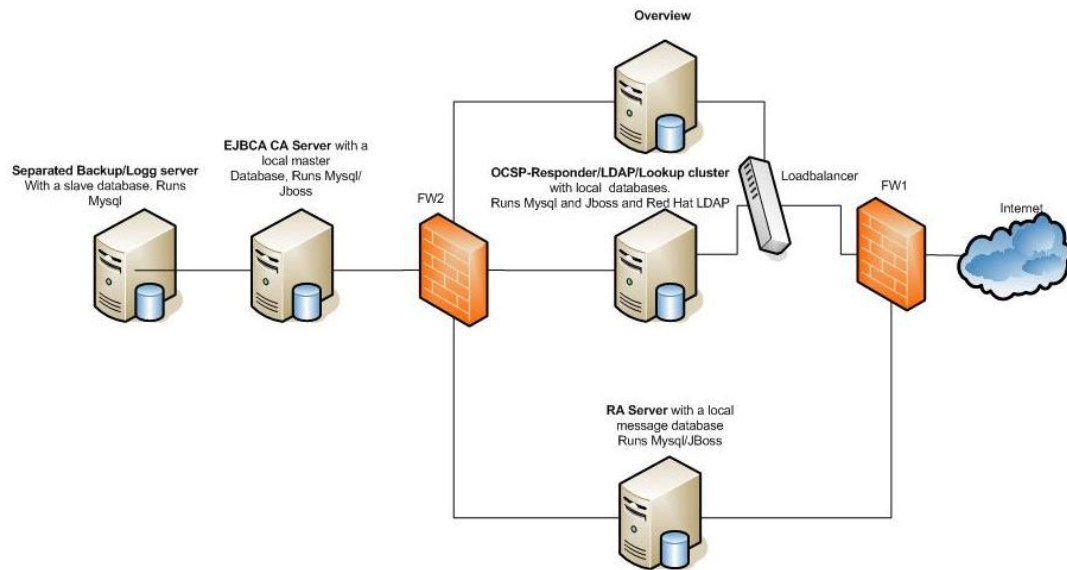 Overview
EJBCA CA Server with a
local master
Database, Runs Mysql/
Jboss
Separated Backup/Logg server
With a slave database. Runs
Mysql
FW2
OCSP-Responder/LDAP/Lookup cluster
with local databases.
Runs Mysql and Jboss and Red Hat LDAP
Loadbalancer
FW1
Internet
RA Server with a local
message database
Runs Mysql/JBoss